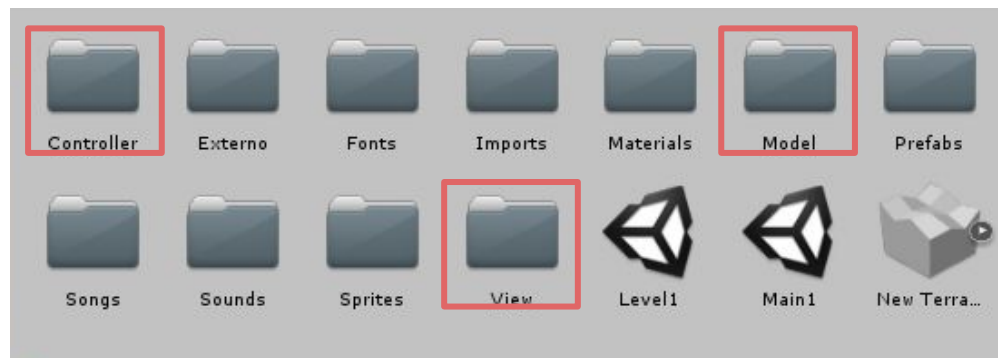 Controller Externo Fonts Imports Materials Model Prefabs
Songs Sounds Sprites View Level1 Main1 New Terra...